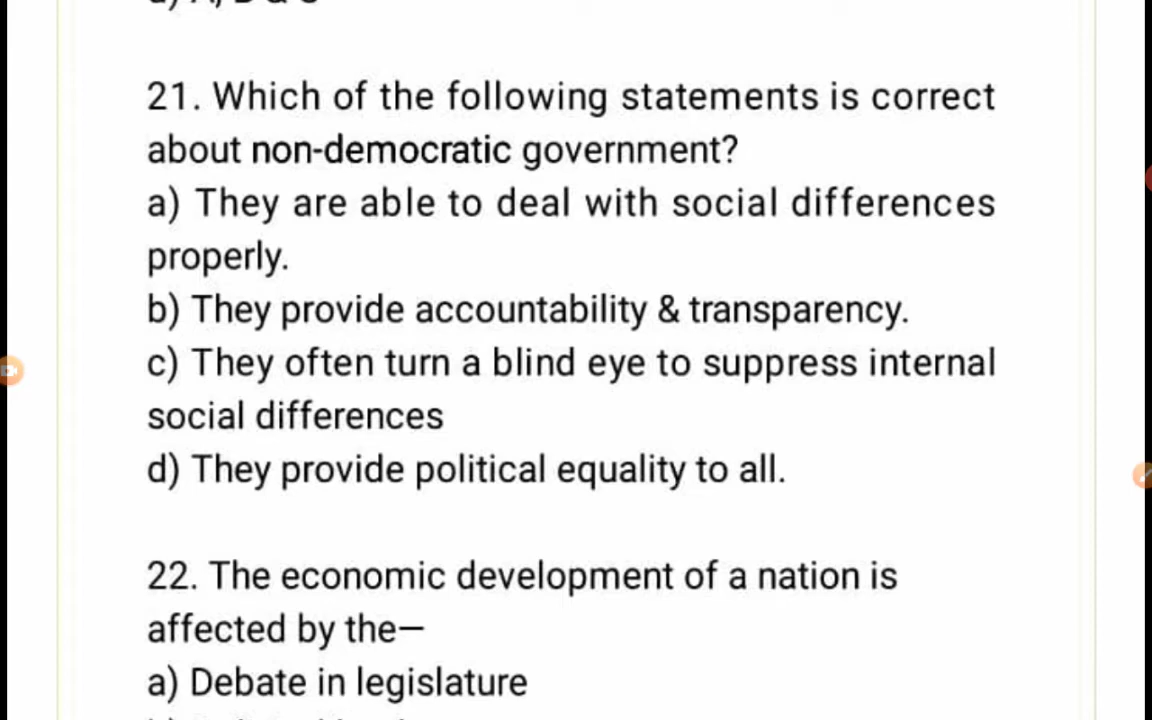 21. Which of the following statements is correct
about non-democratic government?
a) They are able to deal with social differences
properly.
b) They provide accountability & transparency.
c) They often turn a blind eye to suppress internal
social differences
d) They provide political equality to all.
22. The economic development of a nation is
affected by the—
a) Debate in legislature